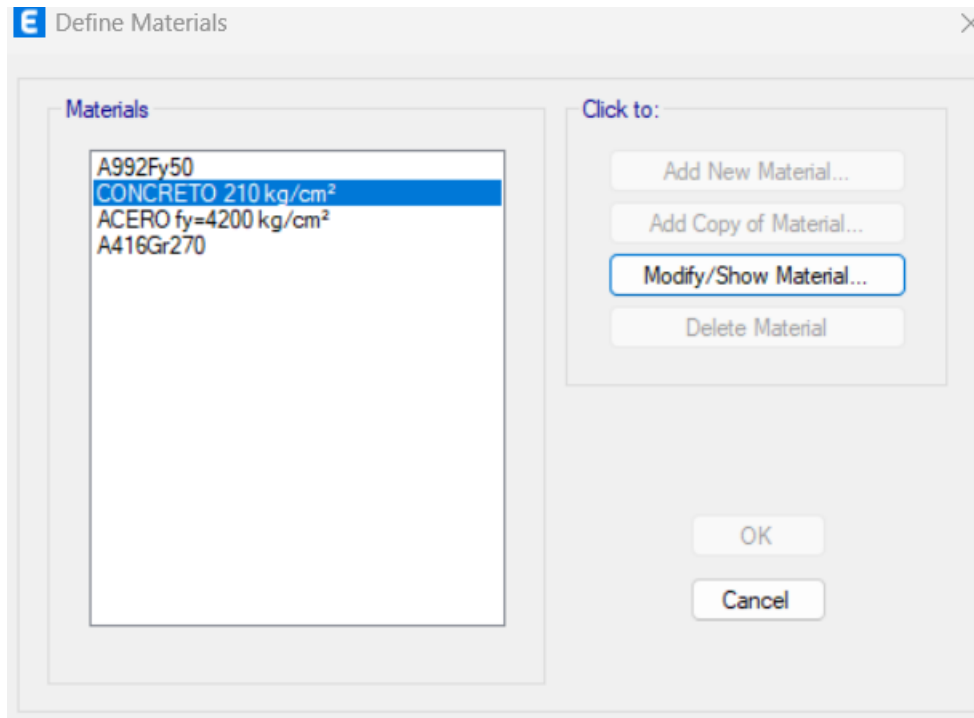 E Define Materials
Materials
A992Fy50
CONCRETO 210 kg/cm²
ACERO fy=4200 kg/cm²
A416Gr270
Click to:
Add New Material...
Add Copy of Material...
Modify/Show Material...
Delete Material
OK
Cancel